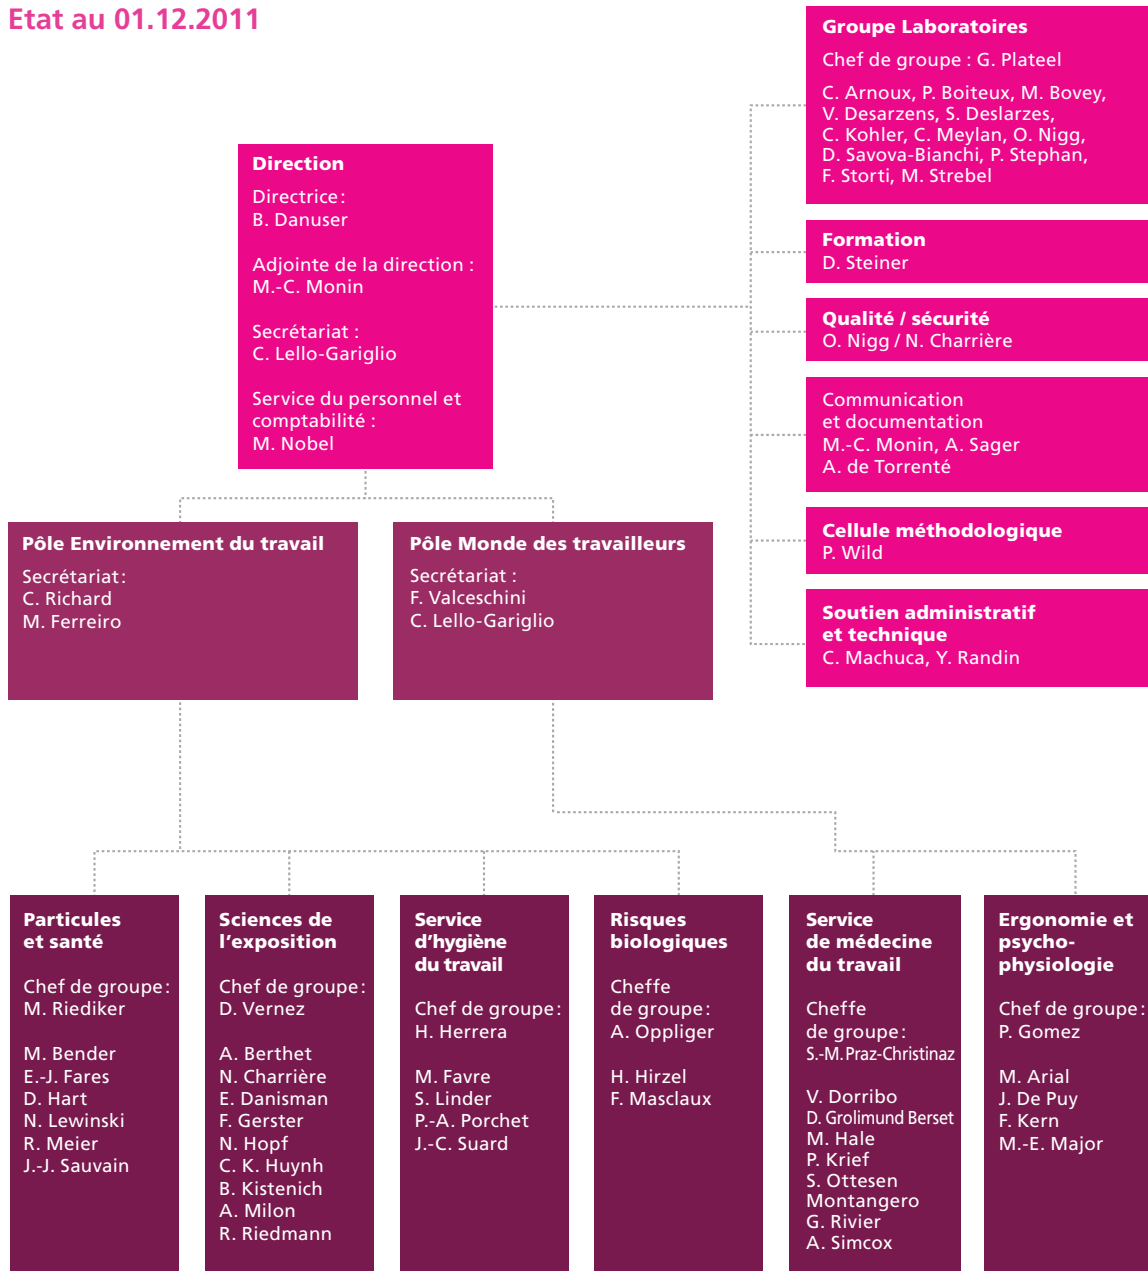 Etat au 01.12.2011
Groupe Laboratoires
Chef de groupe : G. Plateel
C. Arnoux, P. Boiteux, M. Bovey,
V. Desarzens, S. Deslarzes,
C. Kohler, C. Meylan, O. Nigg,
D. Savova-Bianchi, P. Stephan,
F. Storti, M. Strebel
Direction
Directrice :
B. Danuser
Adjointe de la direction :
M.-C. Monin
Secrétariat :
C. Lello-Gariglio
Service du personnel et
comptabilité :
M. Nobel
Formation
D. Steiner
Qualité / sécurité
O. Nigg / N. Charrière
Communication
et documentation
M.-C. Monin, A. Sager
A. de Torrenté
Cellule méthodologique
P. Wild
Soutien administratif
et technique
C. Machuca, Y. Randin
Pôle Environnement du travail
Secrétariat :
C. Richard
M. Ferreiro
Pôle Monde des travailleurs
Secrétariat :
F. Valceschini
C. Lello-Gariglio
Particules
et santé
Chef de groupe :
M. Riediker
M. Bender
E.-J. Fares
D. Hart
N. Lewinski
R. Meier
J.-J. Sauvain
Sciences de
l'exposition
Chef de groupe :
D. Vernez
A. Berthet
N. Charrière
E. Danisman
F. Gerster
N. Hopf
C. K. Huynh
B. Kistenich
A. Milon
R. Riedmann
Service
d'hygiène
du travail
Chef de groupe :
H. Herrera
M. Favre
S. Linder
P.-A. Porchet
J.-C. Suard
Risques
biologiques
Cheffe
de groupe :
A. Oppliger
H. Hirzel
F. Masclaux
Service
de médecine
du travail
Cheffe
de groupe :
S.-M. Praz-Christinaz
V. Dorribo
D. Grolimund Berset
M. Hale
P. Krief
S. Ottesen
Montangero
G. Rivier
A. Simcox
Ergonomie et
psycho-
physiologie
Chef de groupe :
P. Gomez
M. Arial
J. De Puy
F. Kern
M.-E. Major